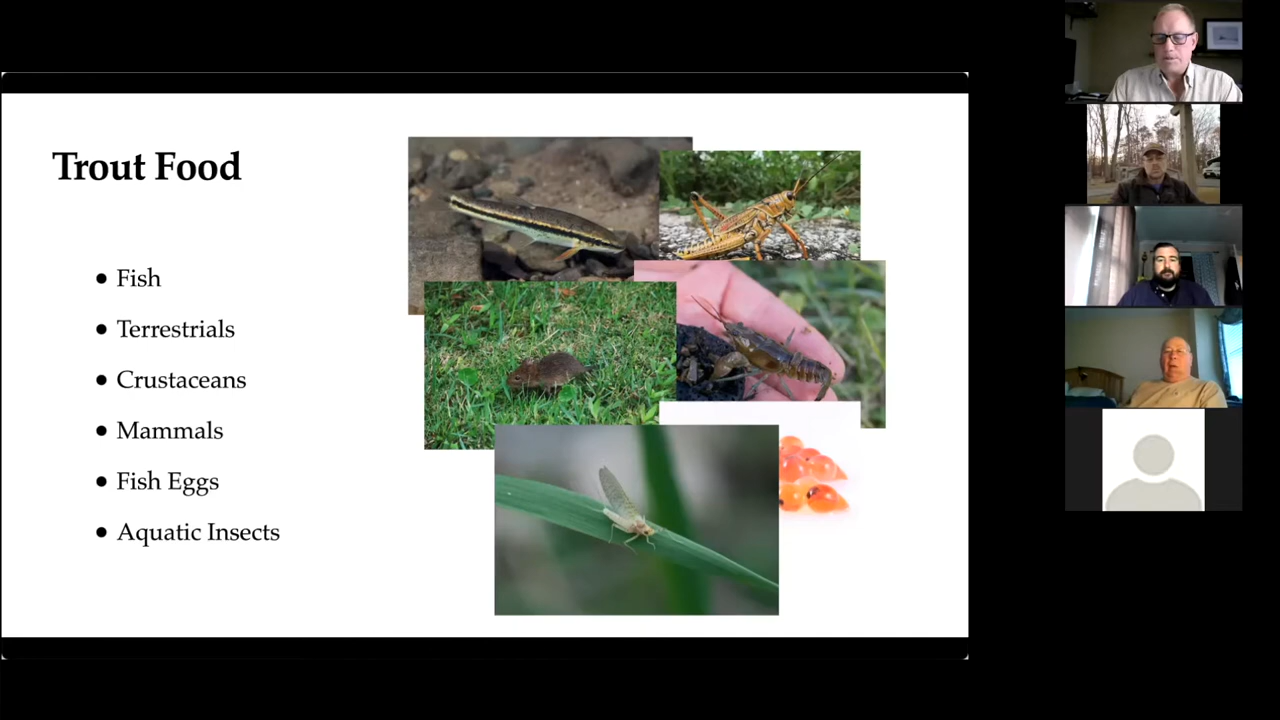 Trout Food
• Fish
• Terrestrials
• Crustaceans
• Mammals
• Fish Eggs
• Aquatic Insects